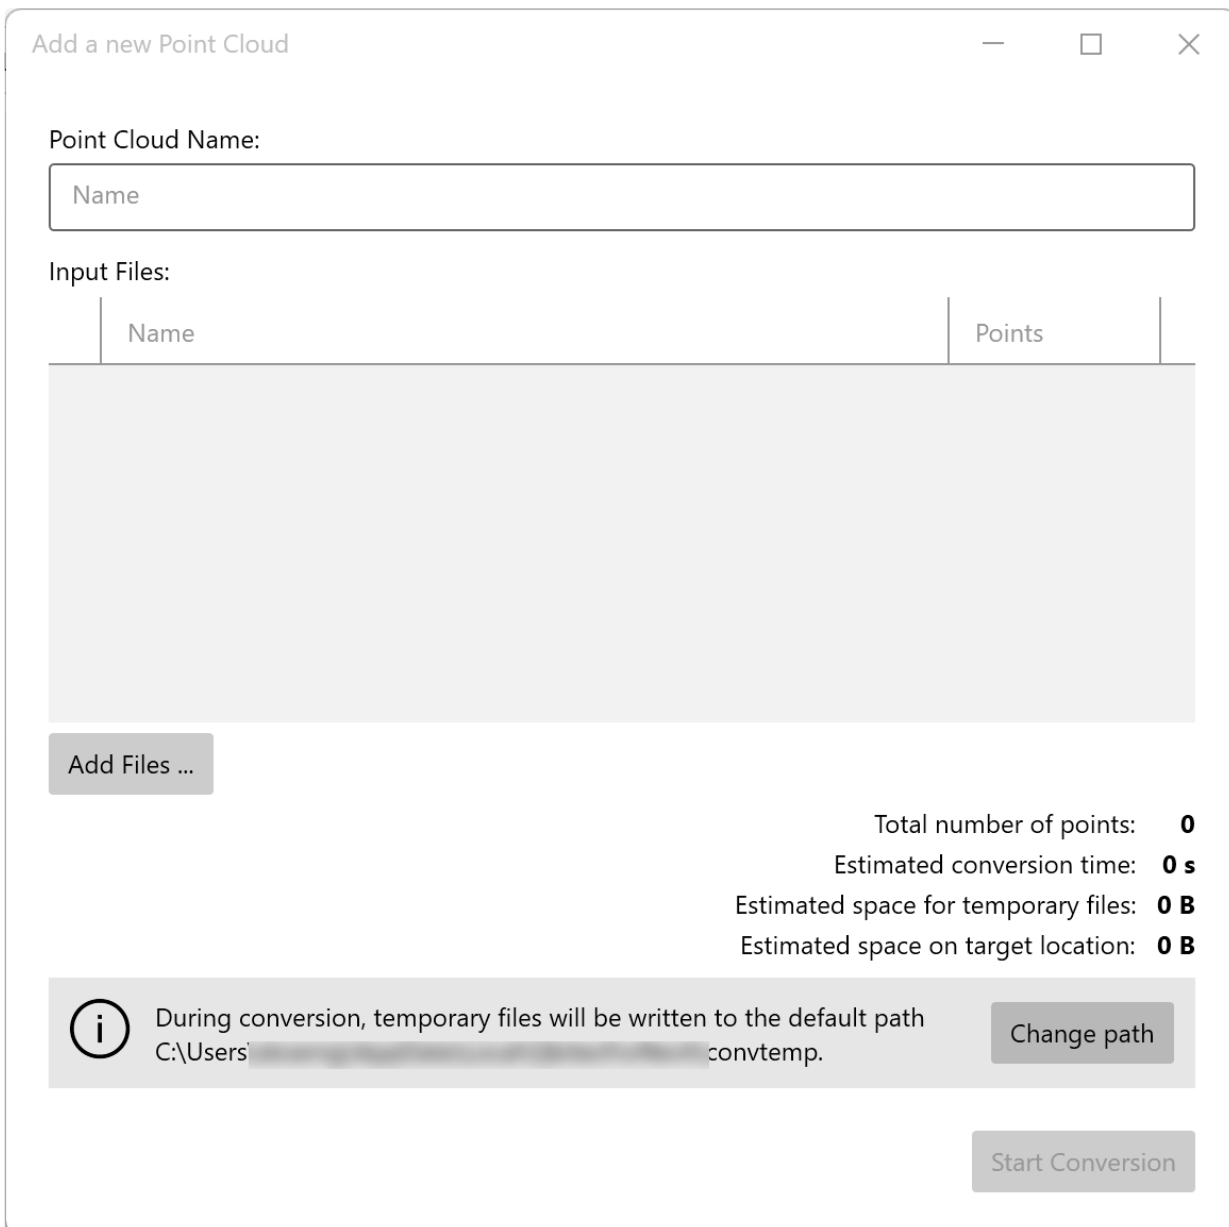 Add a new Point Cloud
Point Cloud Name:
Name
Input Files:
Name Points
Add Files ...
Total number of points: 0
Estimated conversion time: 0 s
Estimated space for temporary files: 0 B
Estimated space on target location: 0 B
During conversion, temporary files will be written to the default path
C:\Users\ convtemp.
Change path
Start Conversion